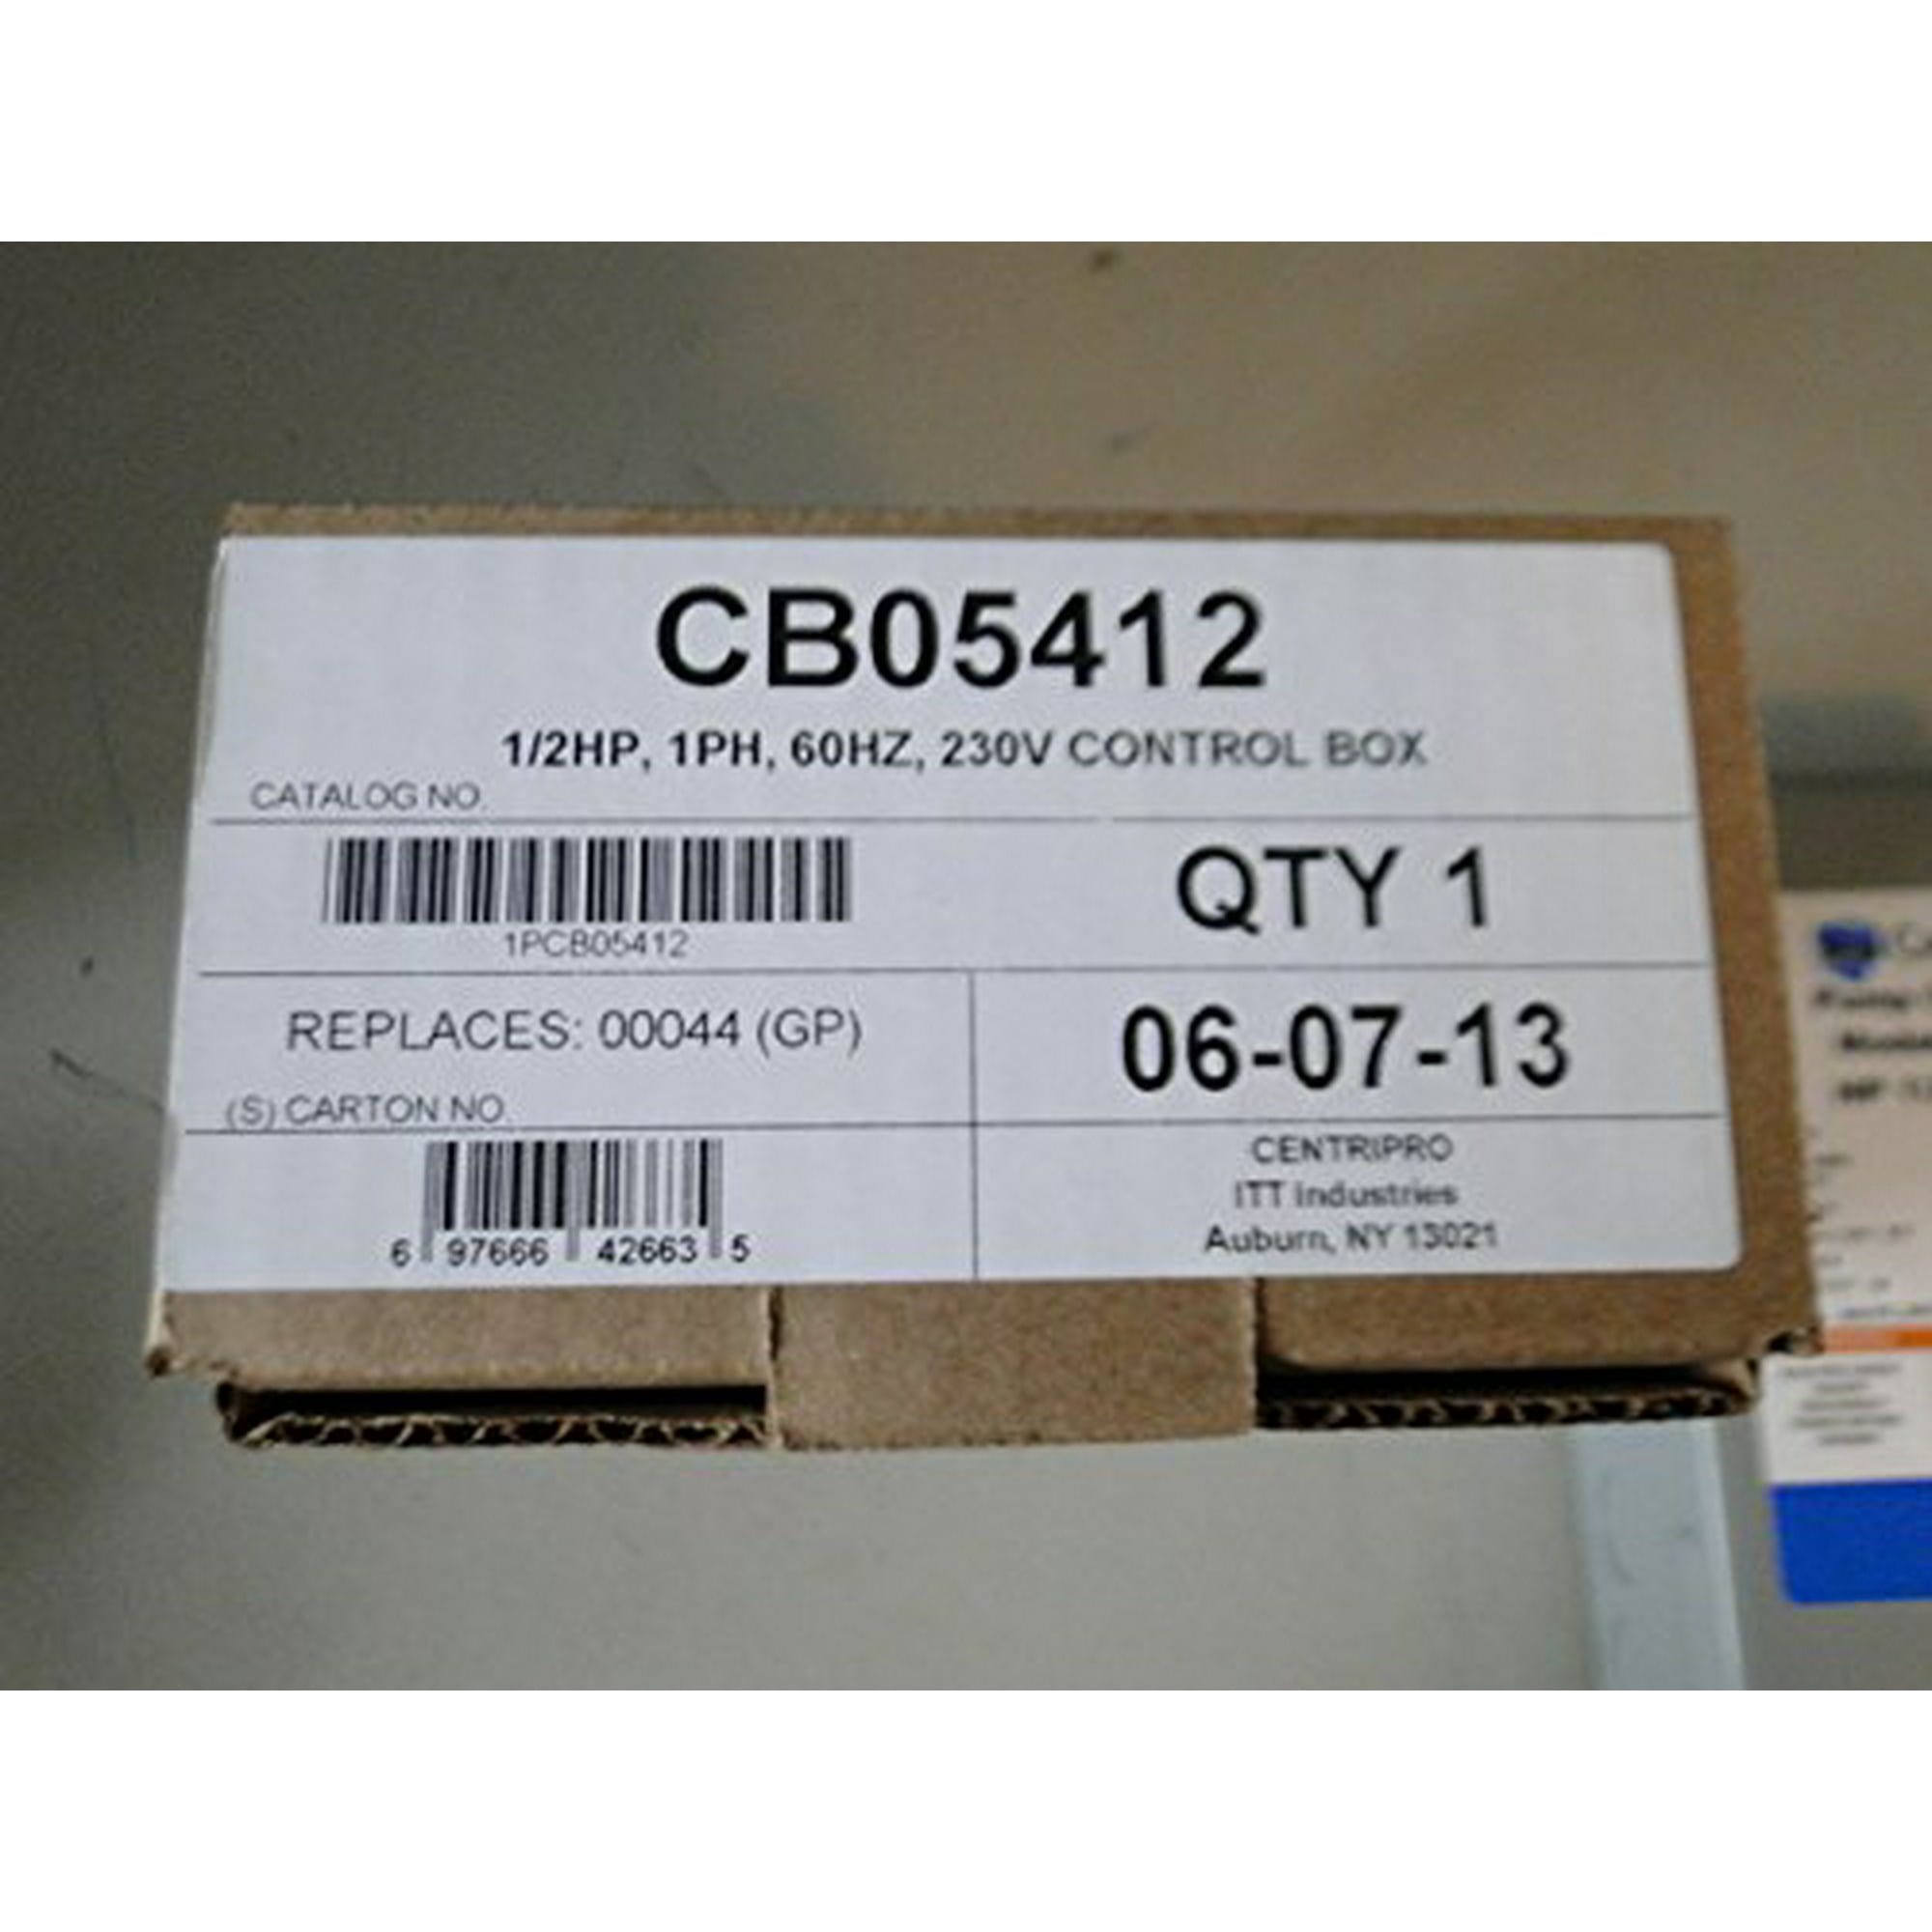 CB05412
1/2HP, 1PH, 60HZ, 230V CONTROL BOX
CATALOG NO.
1PCB05412
QTY 1
REPLACES: 00044 (GP)
06-07-13
(S) CARTON NO.
6 97666 42663 5
CENTRIPRO
ITT Industries
Auburn, NY 13021